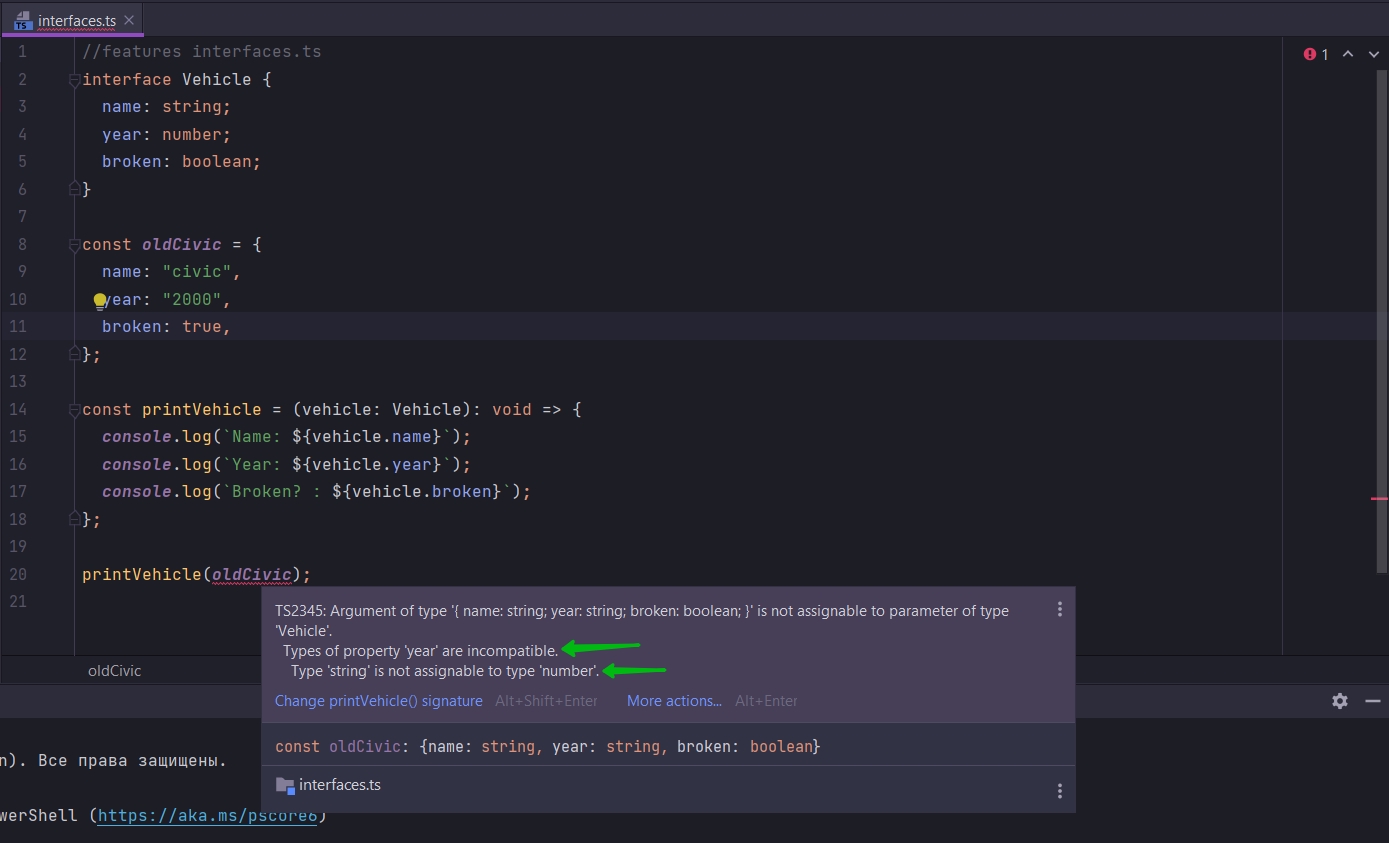 interfaces.ts
1 //features interfaces.ts
2 interface Vehicle {
3 name: string;
4 year: number;
5 broken: boolean;
6 }
7
8 const oldCivic = {
9 name: "civic",
10 year: "2000",
11 broken: true,
12 };
13
14 const printVehicle = (vehicle: Vehicle): void => {
15 console.log(`Name: ${vehicle.name}`);
16 console.log(`Year: ${vehicle.year}`);
17 console.log(`Broken? : ${vehicle.broken}`);
18 };
19
20 printVehicle(oldCivic);
21
1
TS2345: Argument of type '{ name: string; year: string; broken: boolean; }' is not assignable to parameter of type
'Vehicle'.
Types of property 'year' are incompatible.
Type 'string' is not assignable to type 'number'.
Change printVehicle() signature Alt+Shift+Enter More actions... Alt+Enter
const oldCivic: {name: string, year: string, broken: boolean}
interfaces.ts
oldCivic
n). Все права защищены.
werShell (https://aka.ms/pscore6)